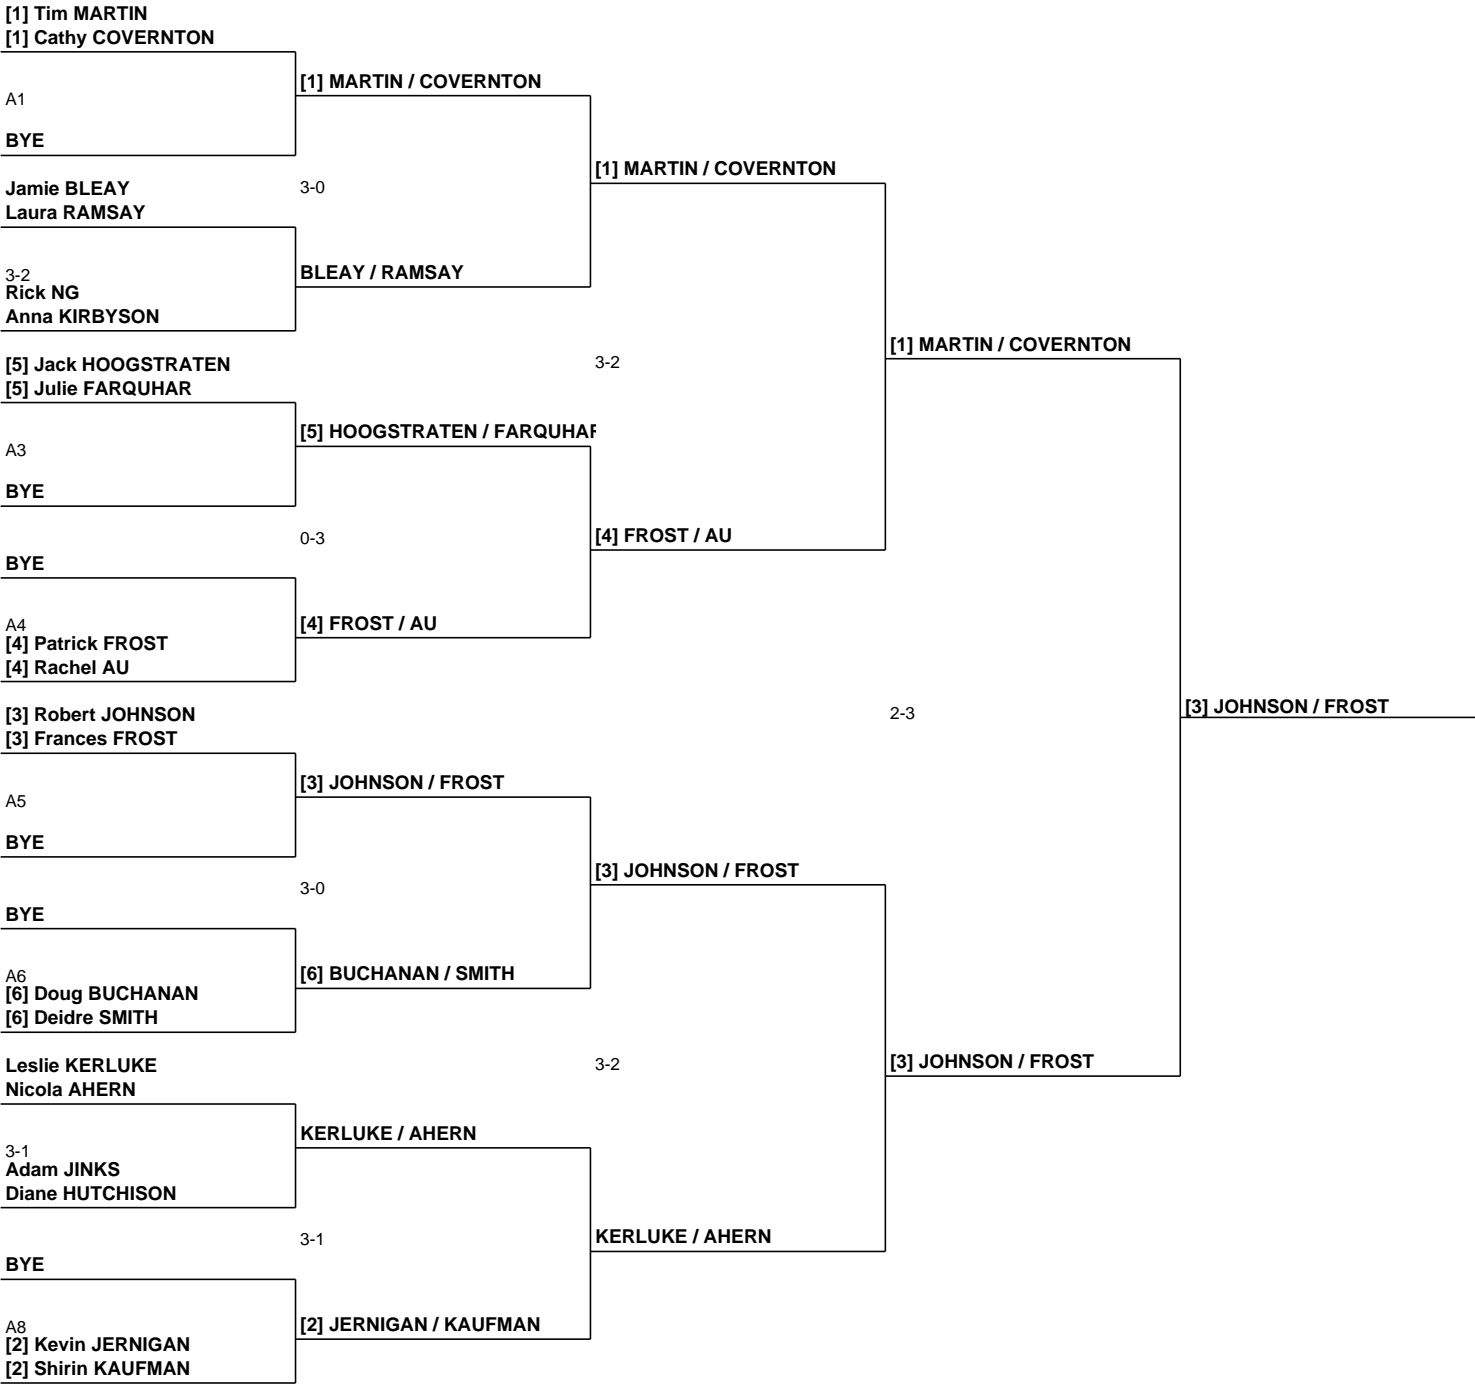 [1] Tim MARTIN
[1] Cathy COVERNTON
A1
BYE
Jamie BLEAY
Laura RAMSAY
3-2
Rick NG
Anna KIRBYSON
[5] Jack HOOGSTRATEN
[5] Julie FARQUHAR
A3
BYE
BYE
A4
[4] Patrick FROST
[4] Rachel AU
[3] Robert JOHNSON
[3] Frances FROST
A5
BYE
BYE
A6
[6] Doug BUCHANAN
[6] Deidre SMITH
Leslie KERLUKE
Nicola AHERN
3-1
Adam JINKS
Diane HUTCHISON
BYE
A8
[2] Kevin JERNIGAN
[2] Shirin KAUFMAN
[1] MARTIN / COVERNTON
3-0
BLEAY / RAMSAY
[5] HOOGSTRATEN / FARQUHAR
0-3
[4] FROST / AU
[3] JOHNSON / FROST
3-0
[6] BUCHANAN / SMITH
KERLUKE / AHERN
3-1
[2] JERNIGAN / KAUFMAN
[1] MARTIN / COVERNTON
3-2
[4] FROST / AU
[3] JOHNSON / FROST
3-2
KERLUKE / AHERN
[1] MARTIN / COVERNTON
2-3
[3] JOHNSON / FROST
[3] JOHNSON / FROST